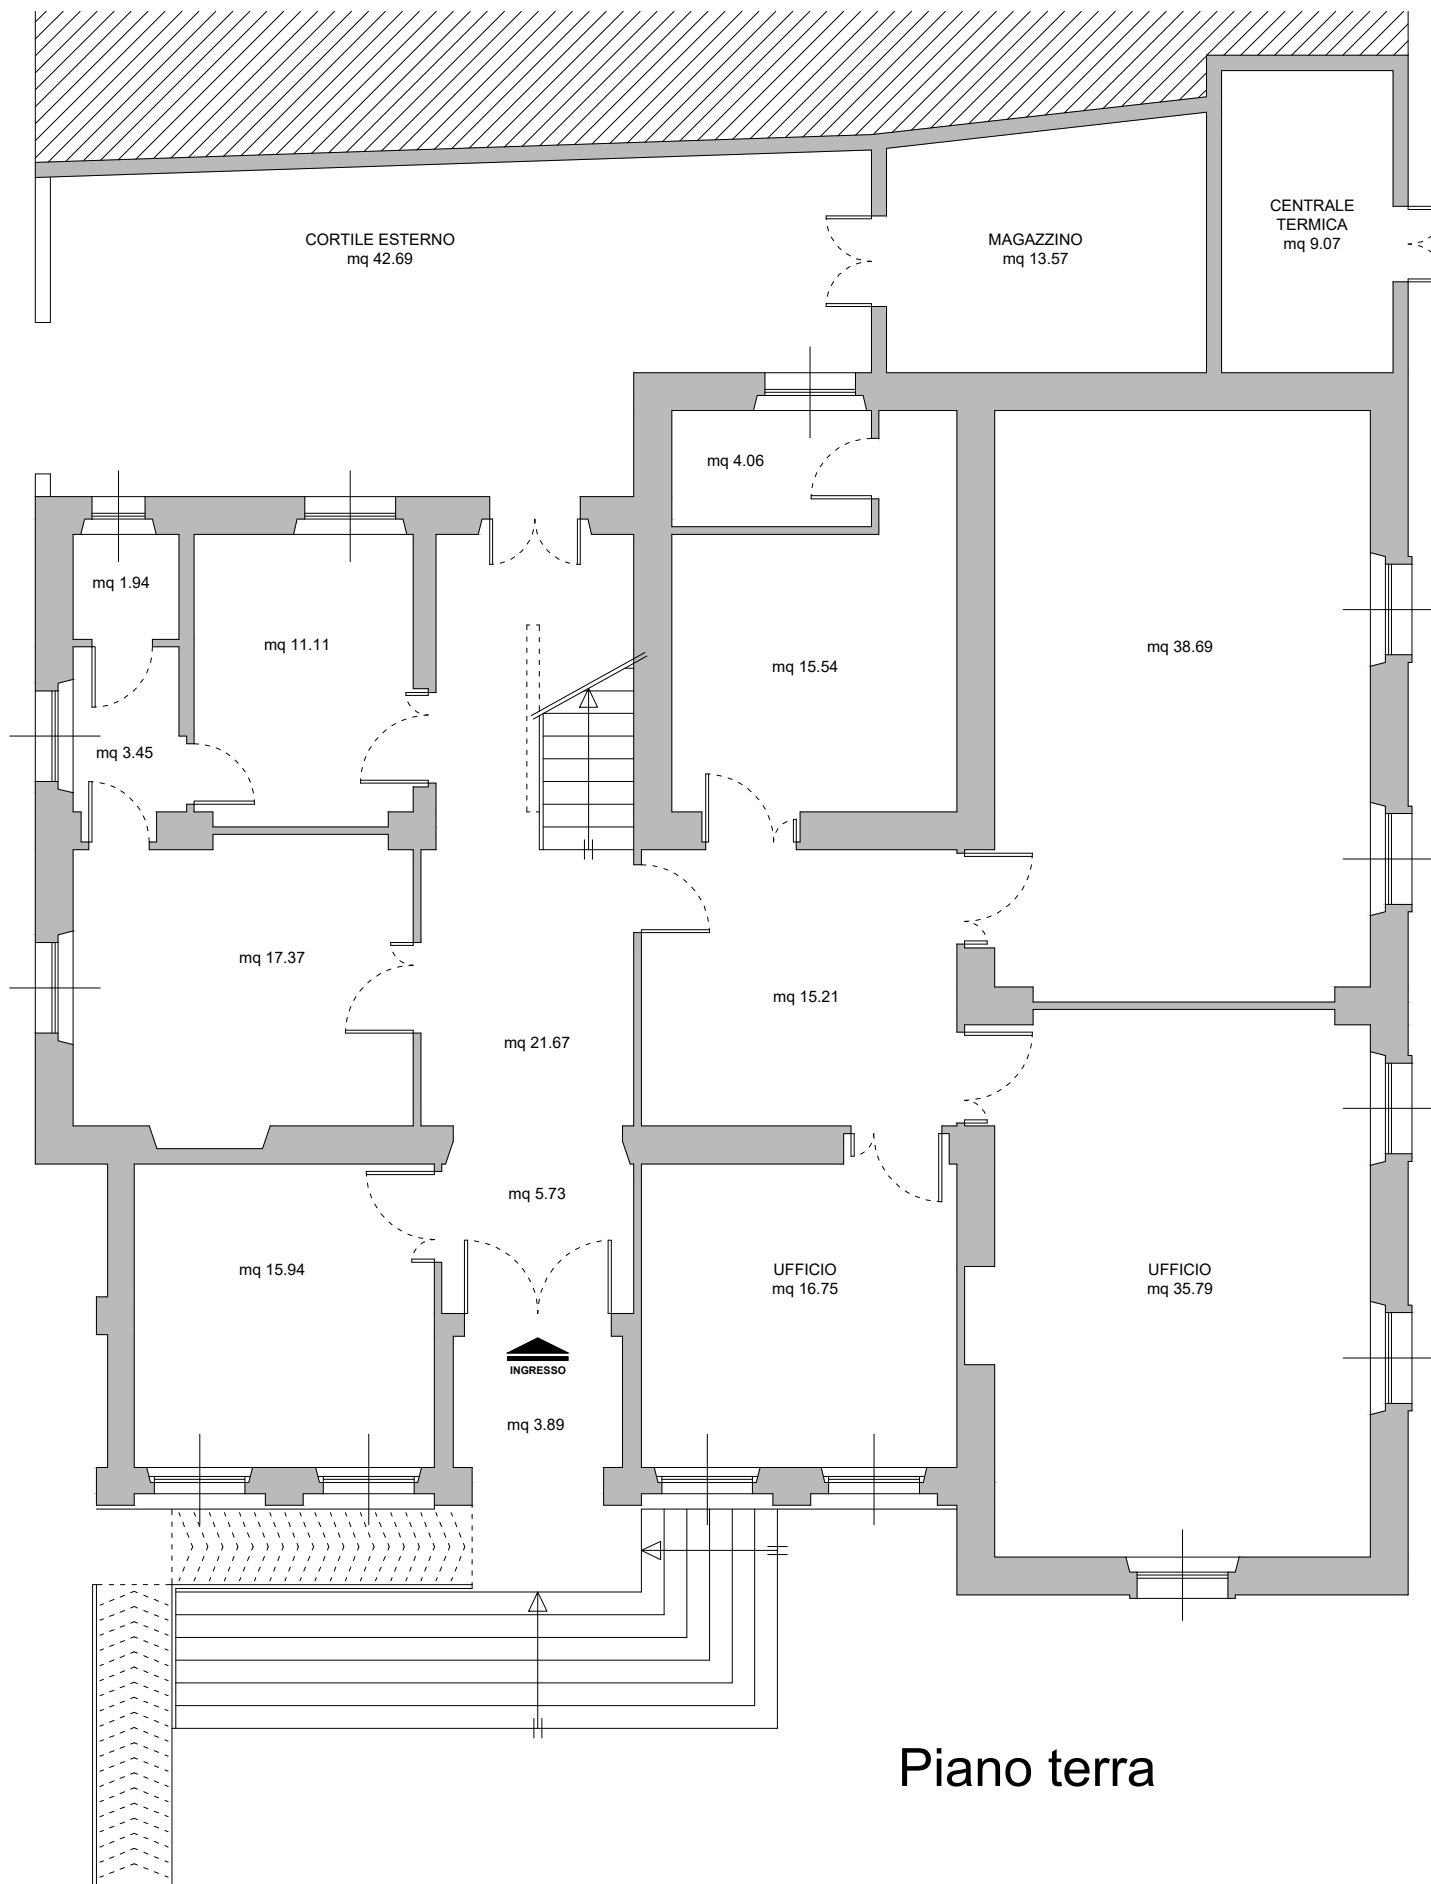 CENTRALE
TERMICA
mq 9.07
CORTILE ESTERNO
mq 42.69
MAGAZZINO
mq 13.57
mq 4.06
mq 1.94
mq 11.11
mq 15.54
mq 38.69
mq 3.45
mq 17.37
mq 15.21
mq 21.67
mq 5.73
mq 15.94
UFFICIO
mq 16.75
UFFICIO
mq 35.79
INGRESSO
mq 3.89
Piano terra